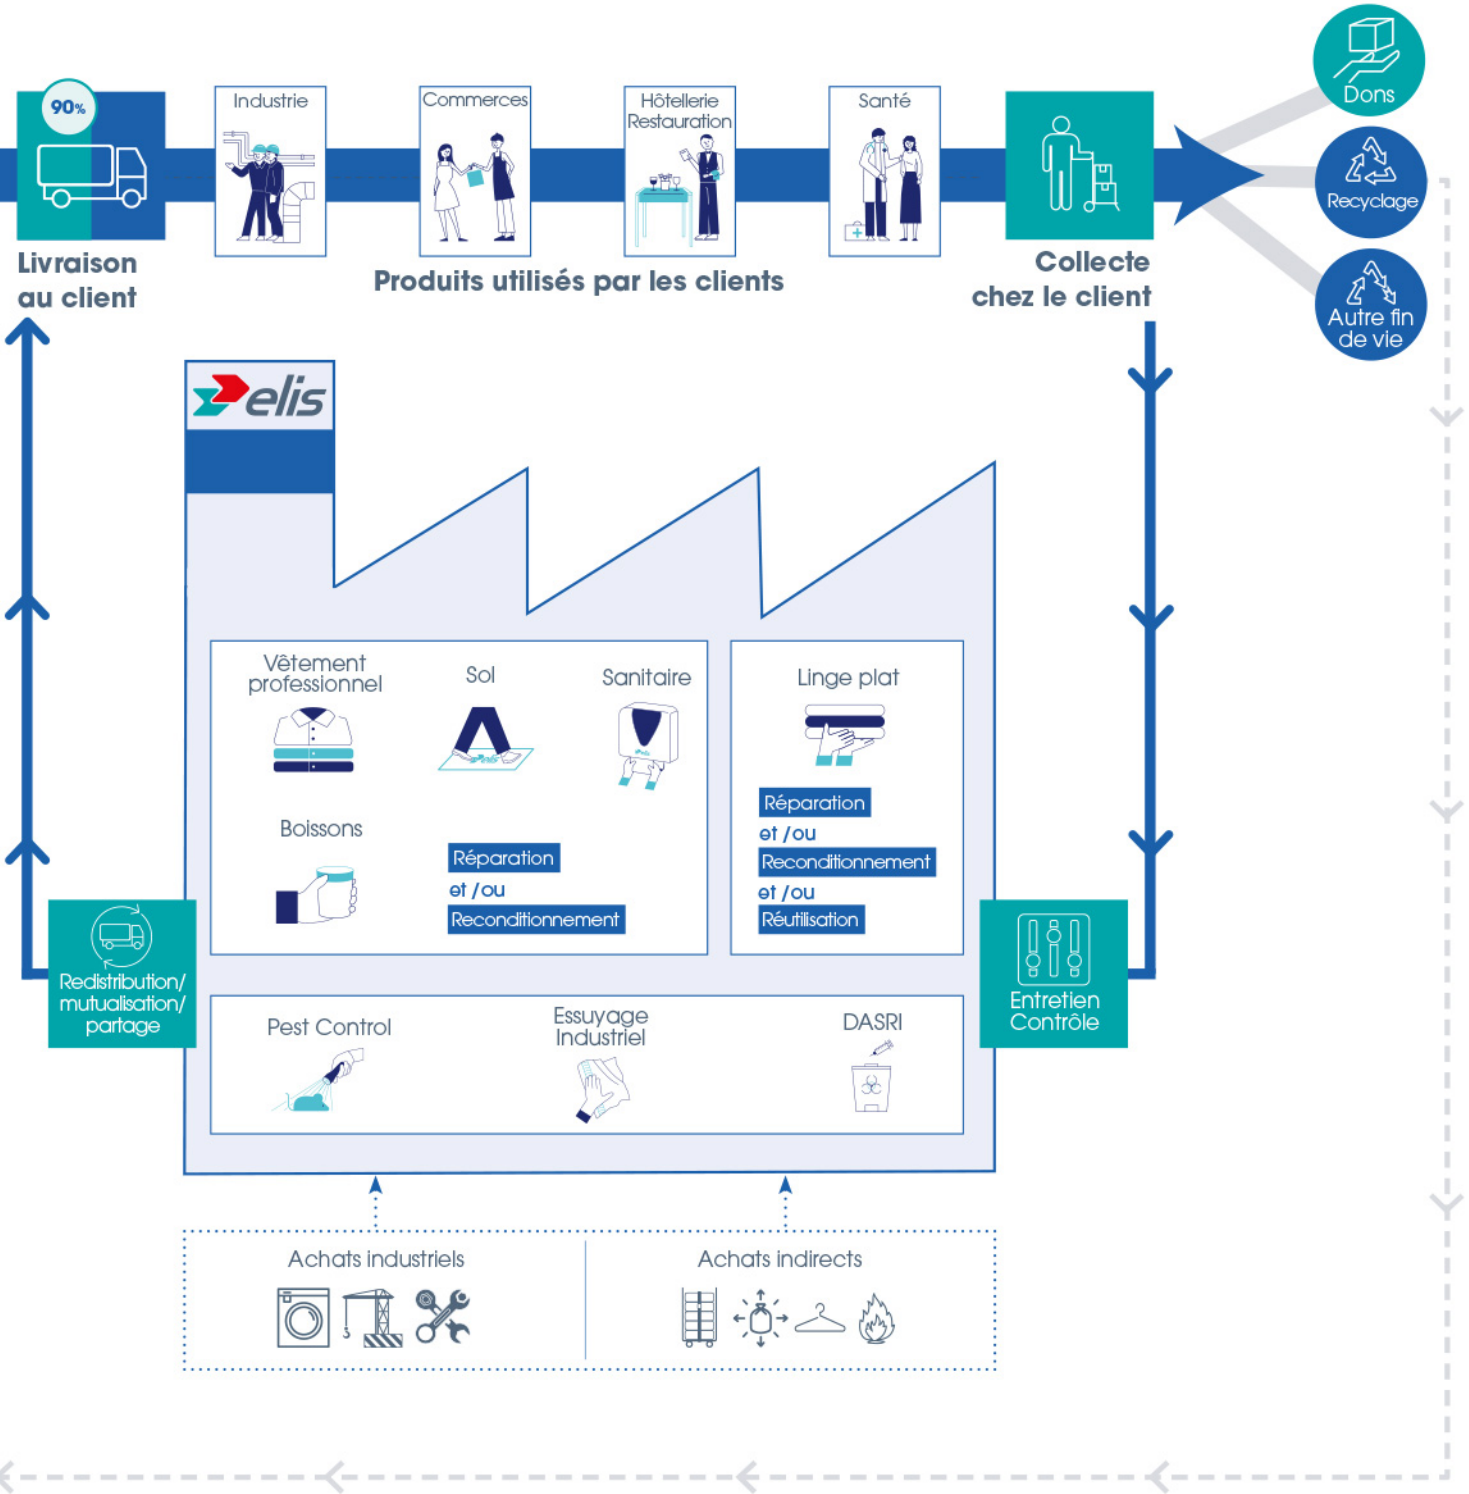 Dons
90%
Industrie
Commerces
Hôtellerie
Restauration
Santé
Recyclage
Livraison
au client
Produits utilisés par les clients
Collecte
chez le client
Autre fin
de vie
elis
Vêtement
professionnel
Sol
Sanitaire
Linge plat
elis
elis
Réparation
et /ou
Reconditionnement
et /ou
Réutilisation
Boissons
Réparation
et /ou
Reconditionnement
Redistribution/
mutualisation/
partage
Entretien
Contrôle
Pest Control
Essuyage
Industriel
DASRI
Achats industriels
Achats indirects